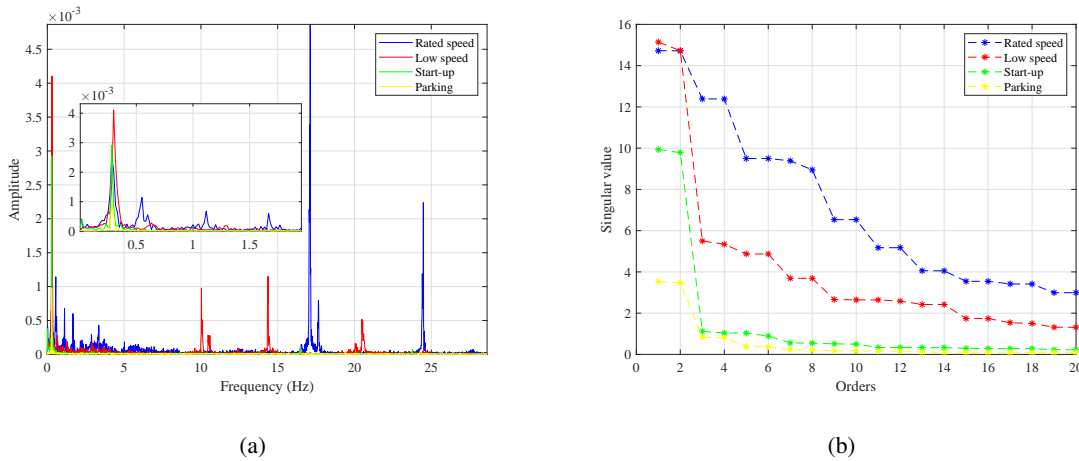 ×10⁻³
4.5
4
3.5
3
2.5
2
1.5
1
0.5
0
Amplitude
0 5 10 15 20 25
Frequency (Hz)
Rated speed
Low speed
Start-up
Parking
×10⁻³
4
3
2
1
0
0.5 1 1.5
(a)
16
14
12
10
8
6
4
2
0
Singular value
0 2 4 6 8 10 12 14 16 18 20
Orders
Rated speed
Low speed
Start-up
Parking
(b)